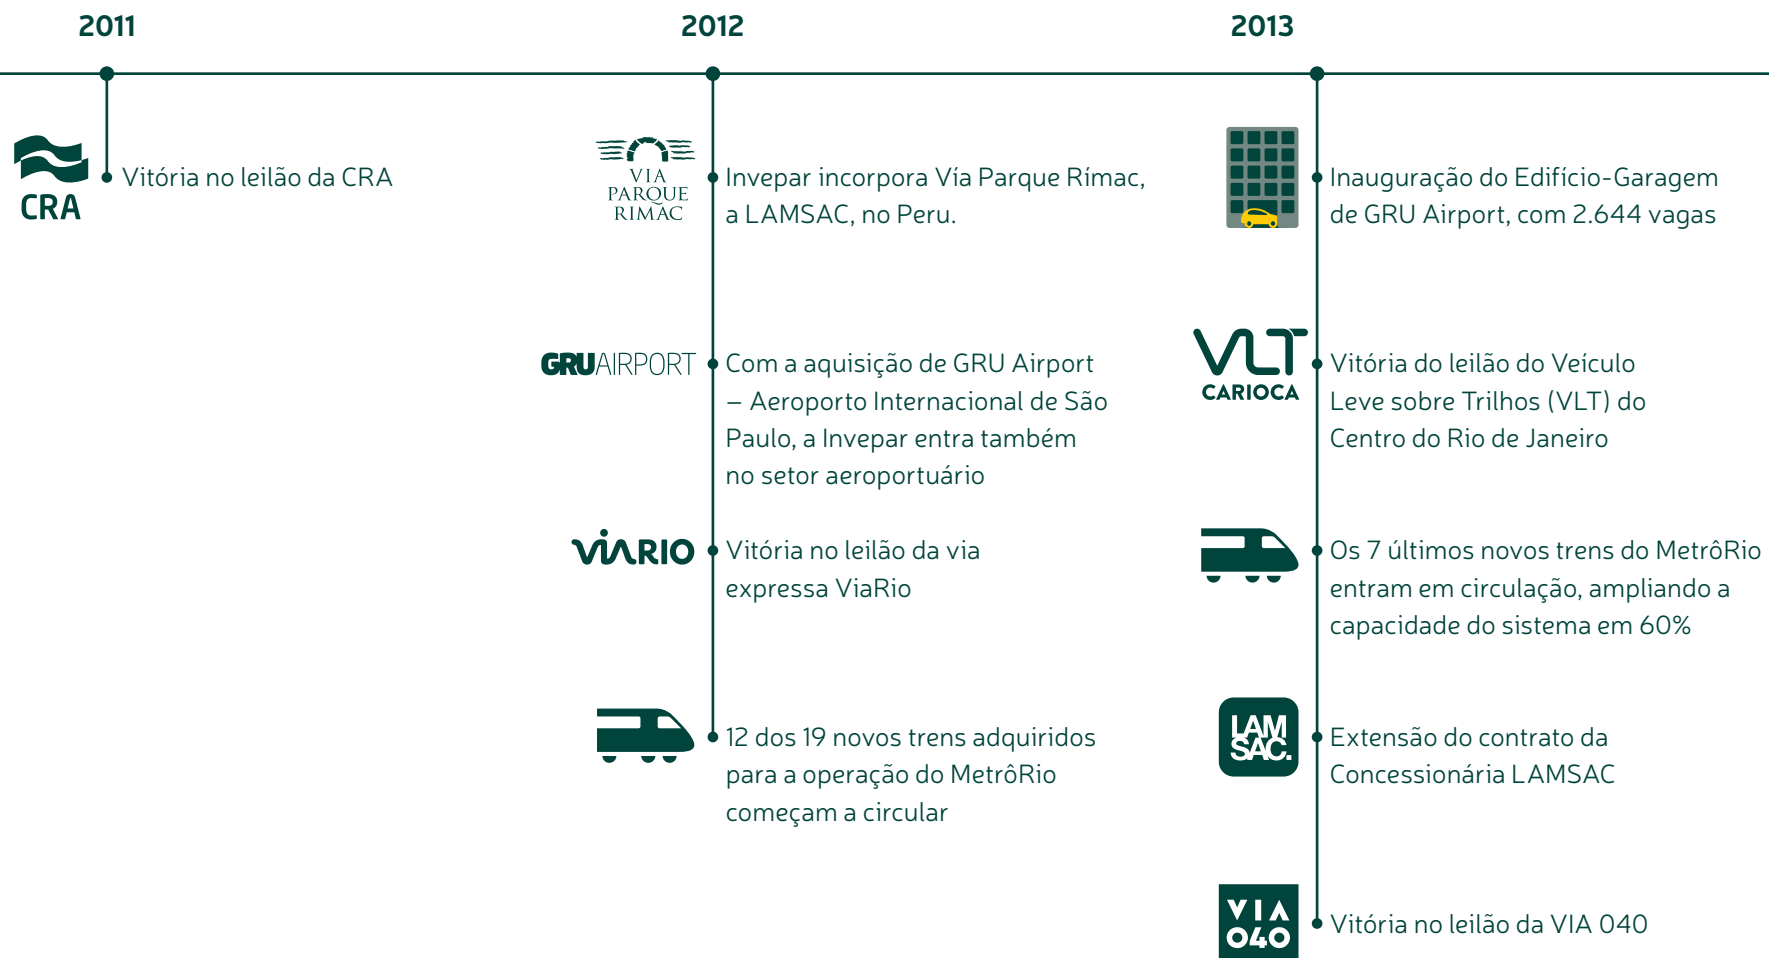 2011
CRA
Vitória no leilão da CRA
2012
VIA
PARQUE
RIMAC
Invepar incorpora Vía Parque Rímac,
a LAMSAC, no Peru.
GRUAIRPORT
Com a aquisição de GRU Airport
– Aeroporto Internacional de São
Paulo, a Invepar entra também
no setor aeroportuário
VIARIO
Vitória no leilão da via
expressa ViaRio
12 dos 19 novos trens adquiridos
para a operação do MetrôRio
começam a circular
2013
Inauguração do Edifício-Garagem
de GRU Airport, com 2.644 vagas
VLT
CARIOCA
Vitória do leilão do Veículo
Leve sobre Trilhos (VLT) do
Centro do Rio de Janeiro
Os 7 últimos novos trens do MetrôRio
entram em circulação, ampliando a
capacidade do sistema em 60%
LAM
SAC.
Extensão do contrato da
Concessionária LAMSAC
VIA
040
Vitória no leilão da VIA 040